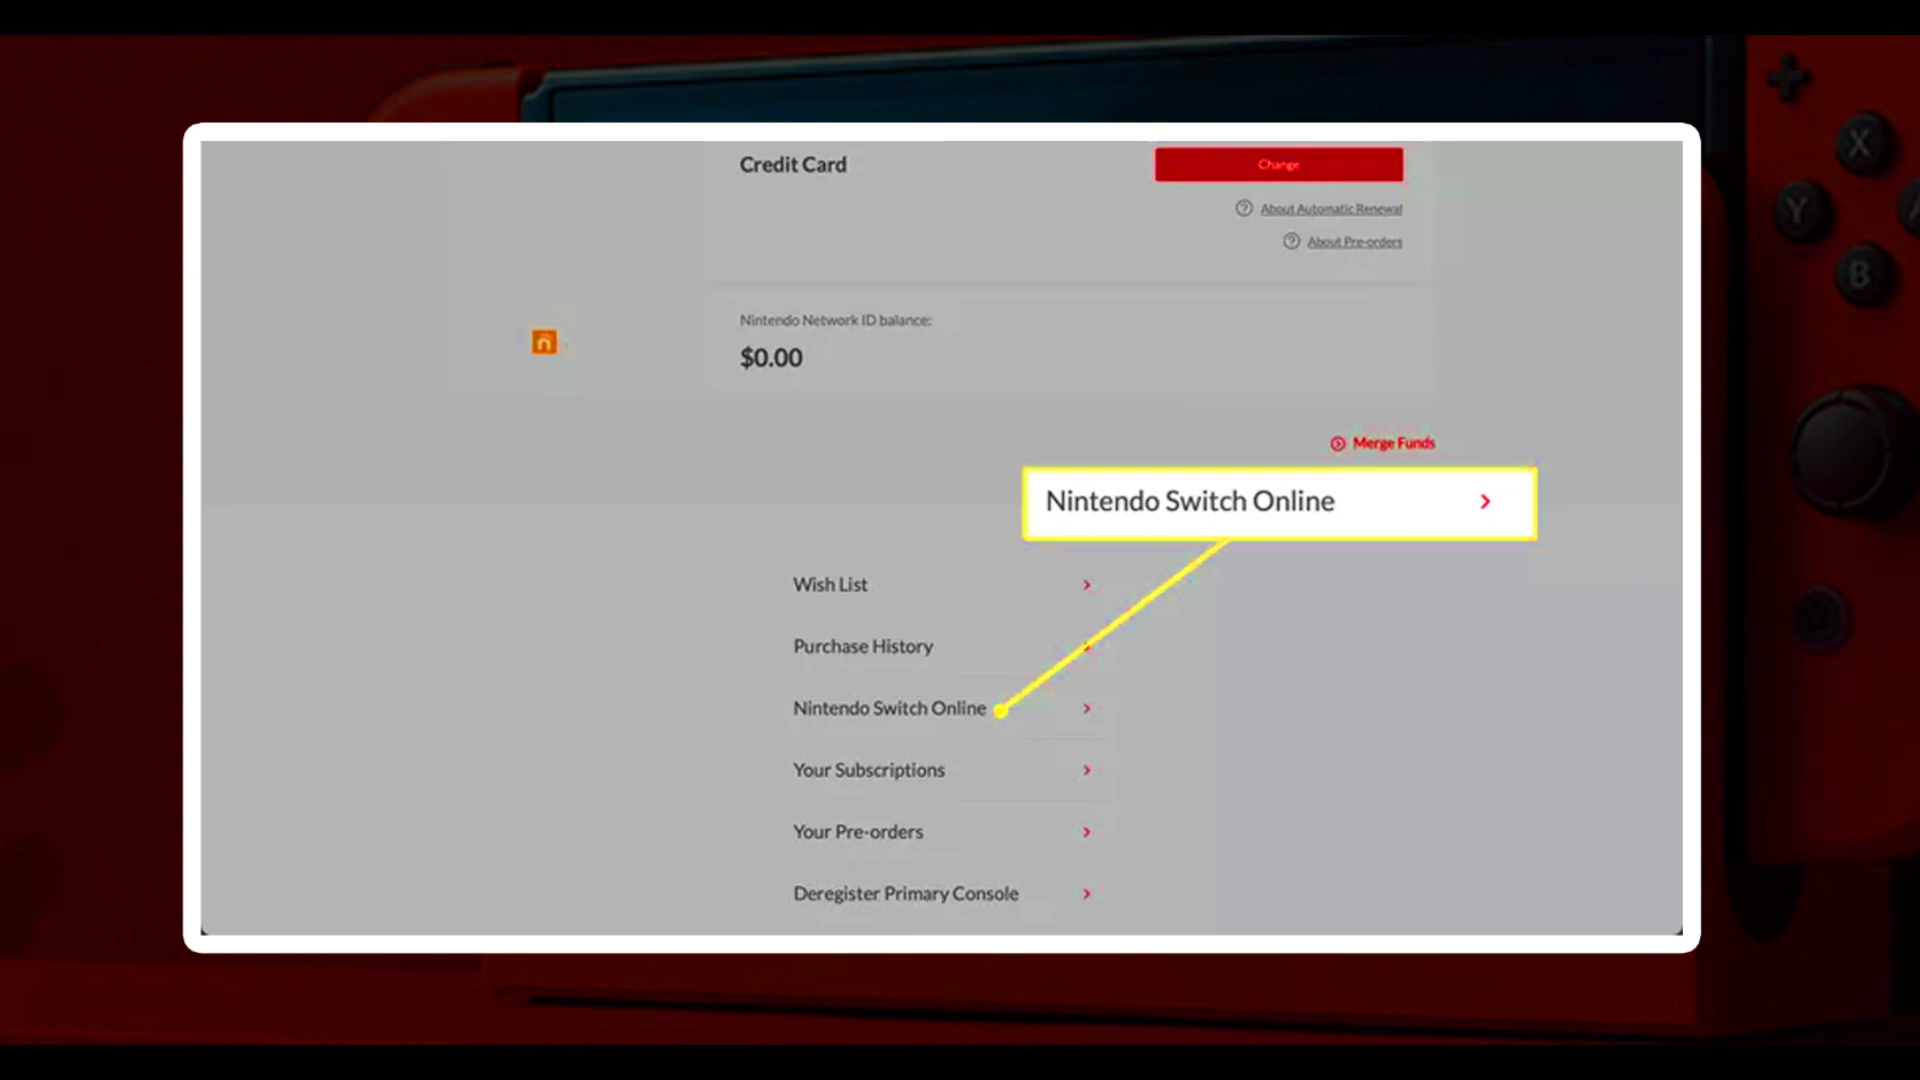 Credit Card
Change
About Automatic Renewal
About Pre-orders
Nintendo Network ID balance:
$0.00
Merge Funds
Nintendo Switch Online
Wish List
Purchase History
Nintendo Switch Online
Your Subscriptions
Your Pre-orders
Deregister Primary Console
X
Y
B